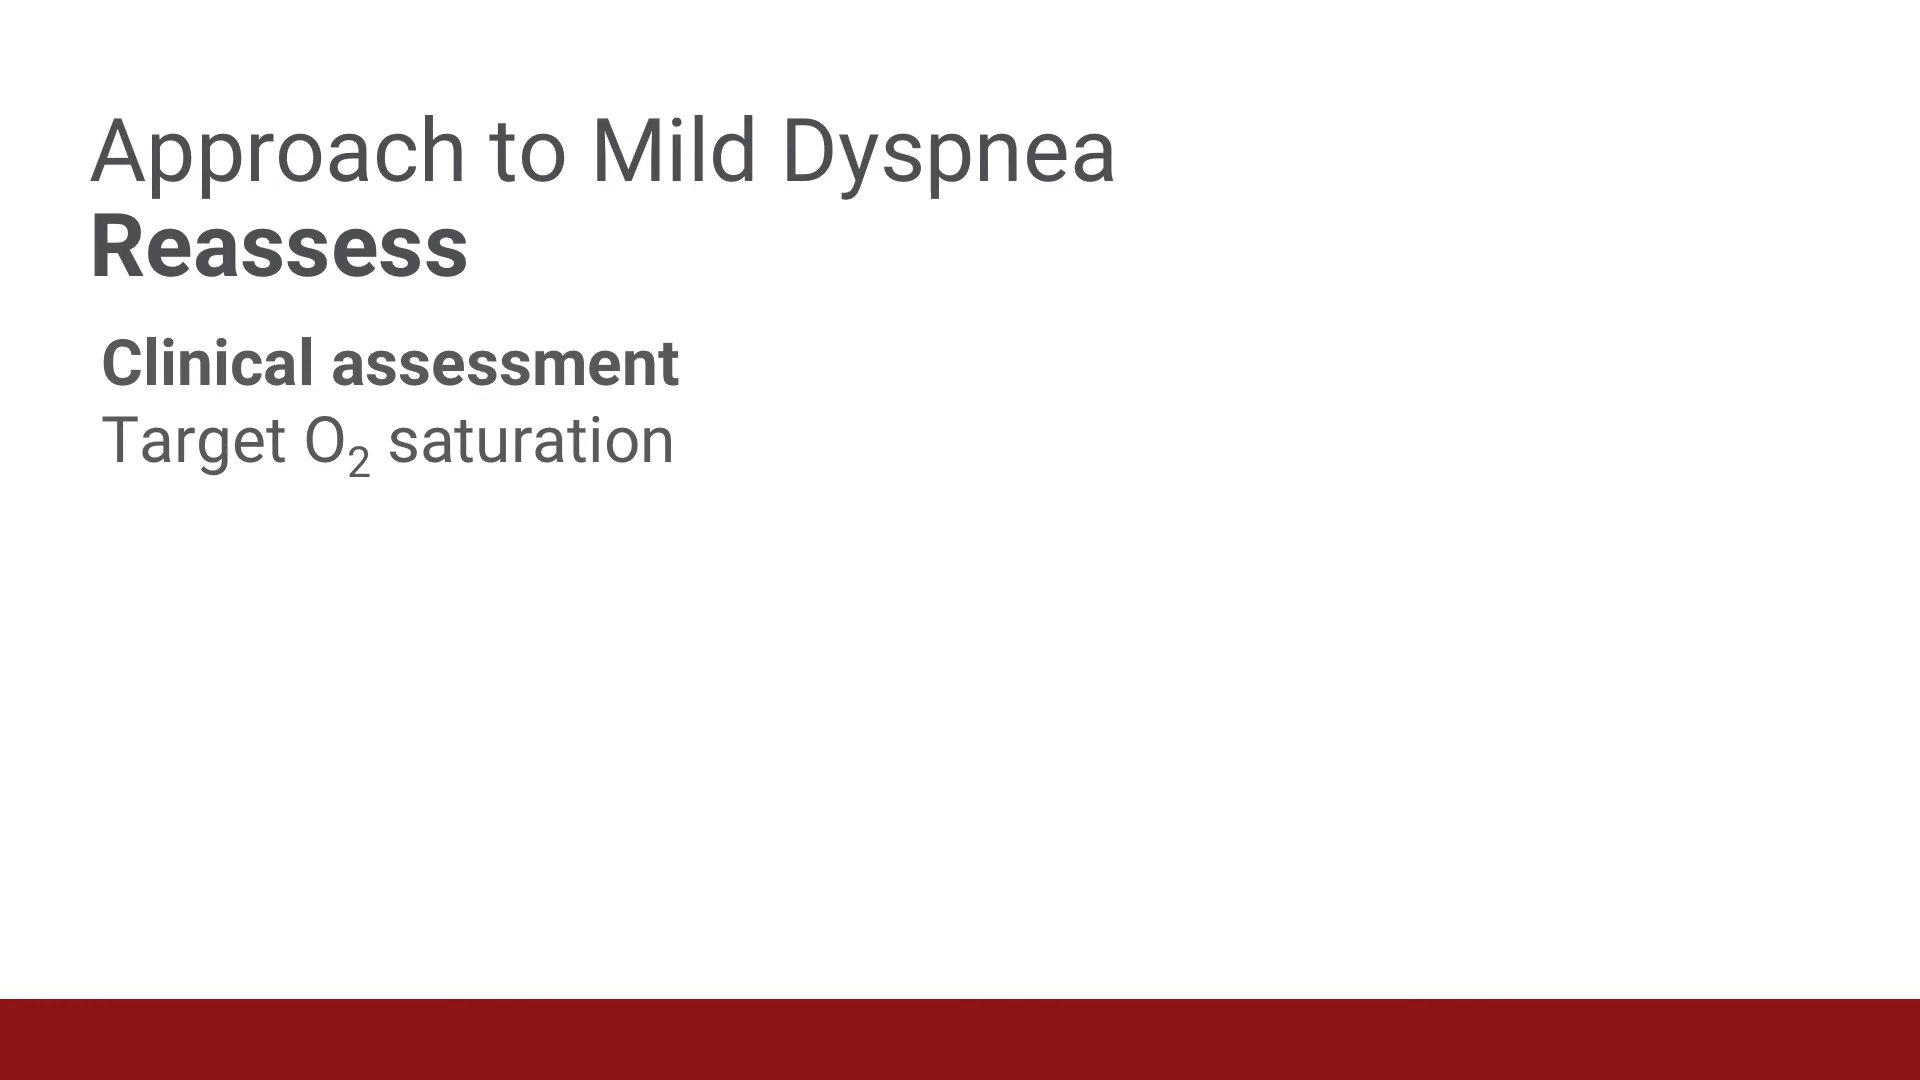 Approach to Mild Dyspnea
Reassess
Clinical assessment
Target O₂ saturation